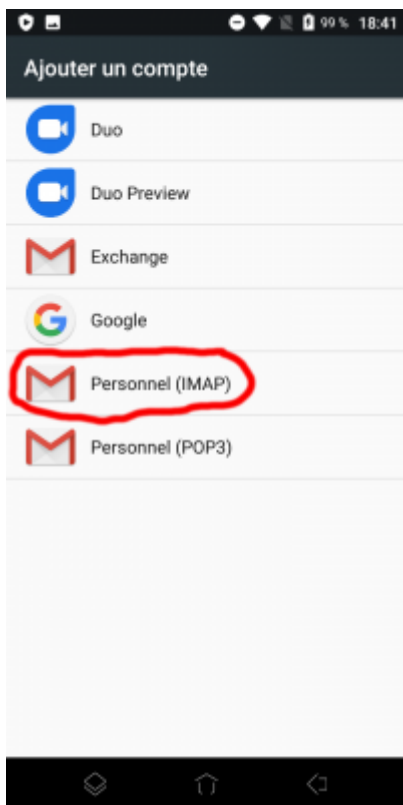 99 % 18:41
Ajouter un compte
Duo
Duo Preview
Exchange
Google
Personnel (IMAP)
Personnel (POP3)